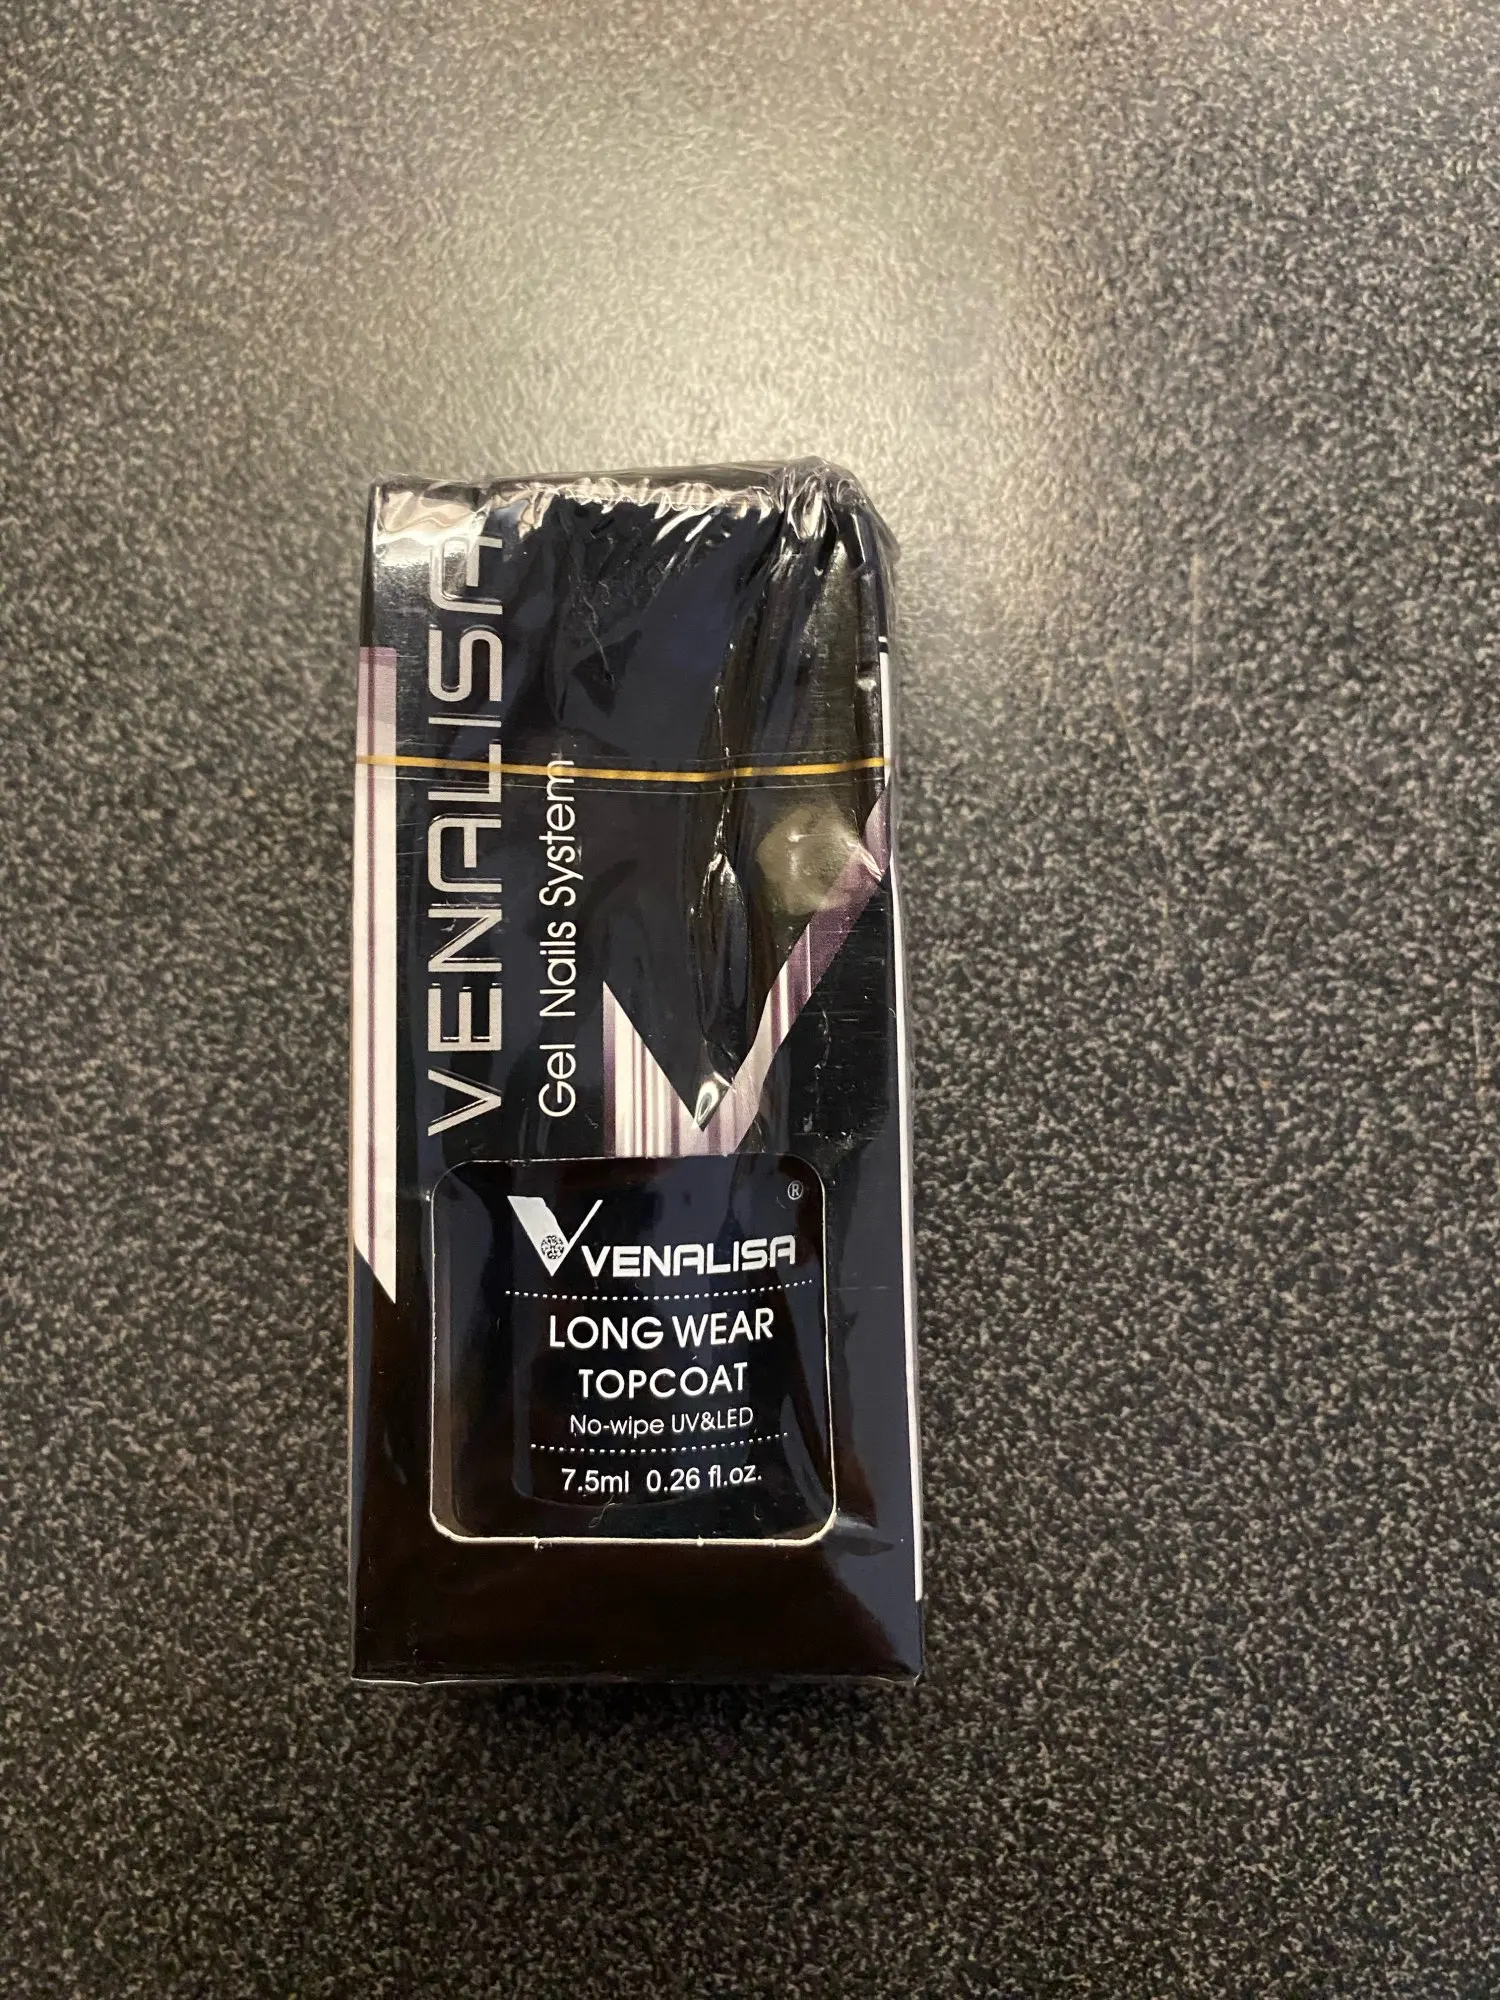 VENALISA
Gel Nails System
®
VENALISA
LONG WEAR
TOPCOAT
No-wipe UV&LED
7.5ml 0.26 fl.oz.